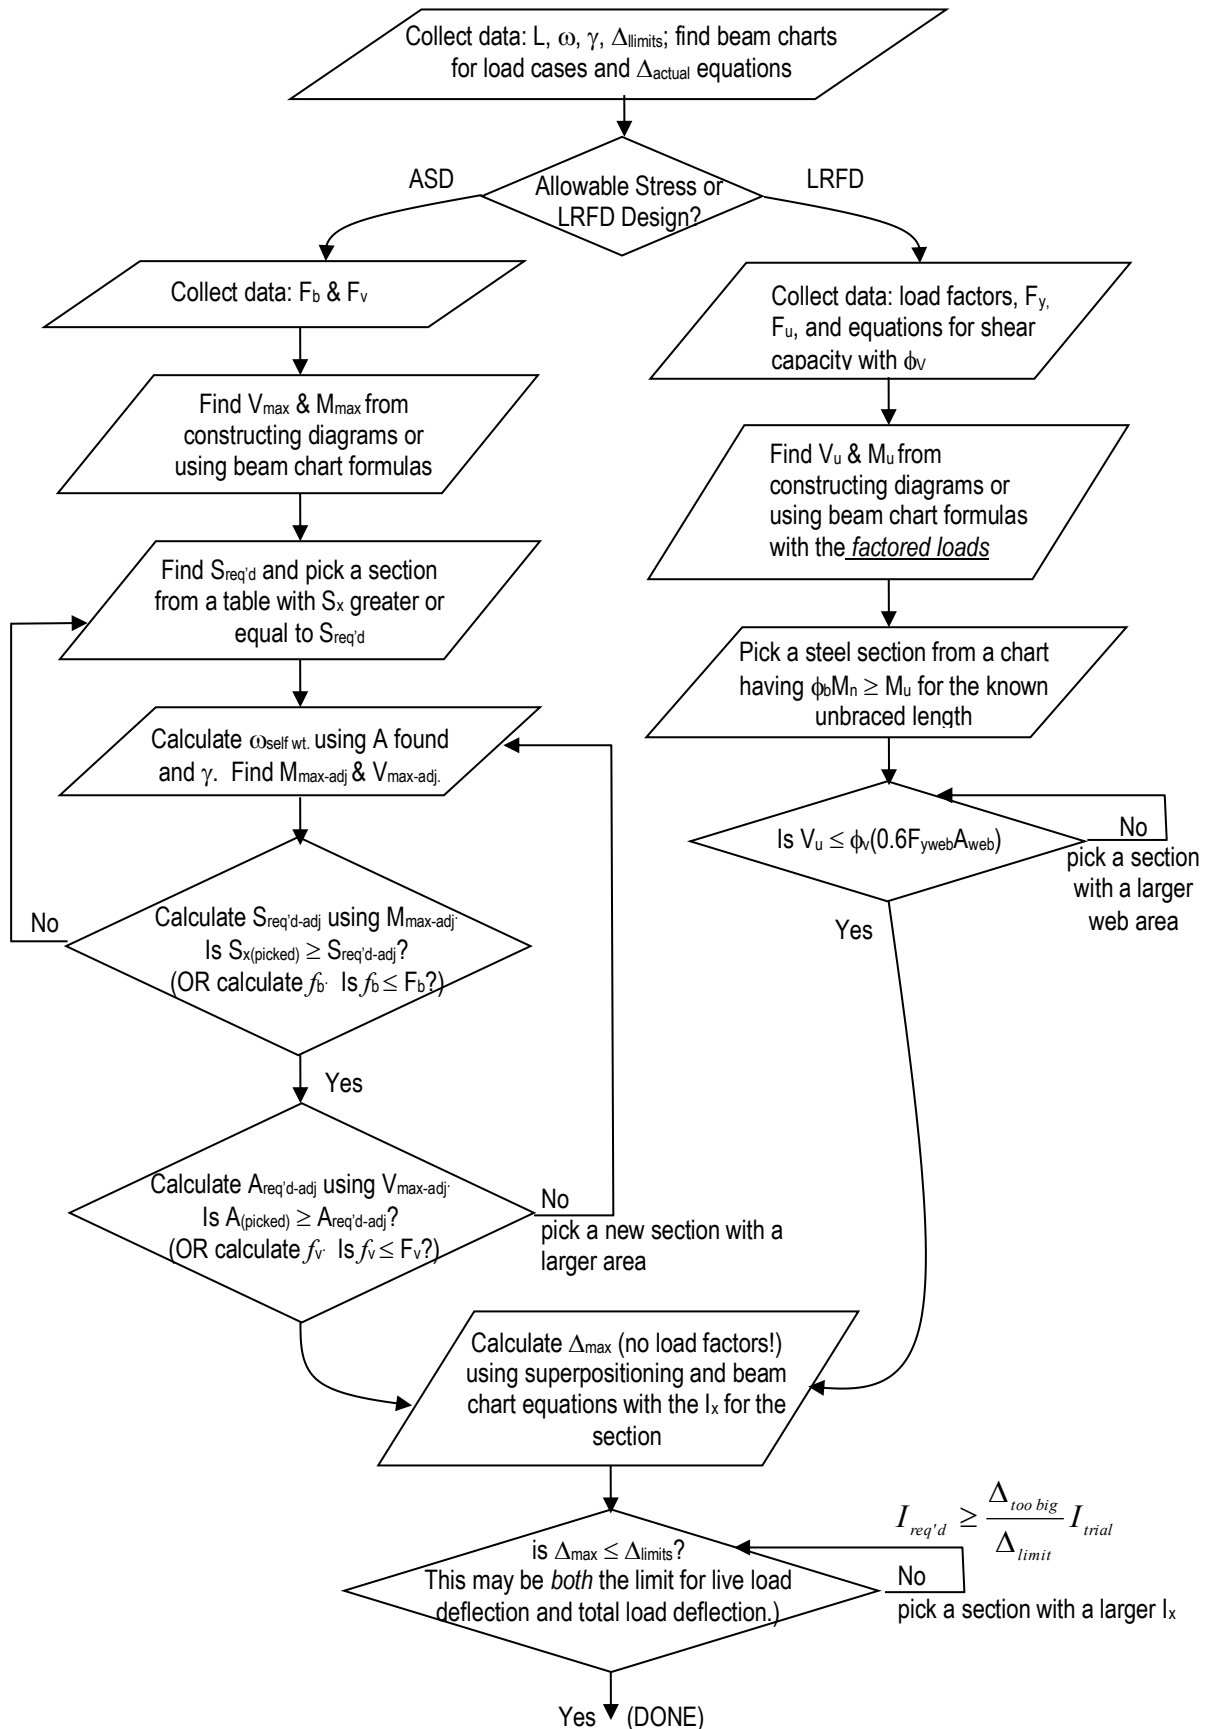 Collect data: L, ω, γ, Δllimits; find beam charts
for load cases and Δactual equations
ASD
Allowable Stress or
LRFD Design?
LRFD
Collect data: Fb & Fv
Find Vmax & Mmax from
constructing diagrams or
using beam chart formulas
Find Sreq'd and pick a section
from a table with Sx greater or
equal to Sreq'd
Calculate ωself wt. using A found
and γ. Find Mmax-adj & Vmax-adj.
No
Calculate Sreq'd-adj using Mmax-adj.
Is Sx(picked) ≥ Sreq'd-adj?
(OR calculate fb. Is fb ≤ Fb?)
Yes
Calculate Areq'd-adj using Vmax-adj.
Is A(picked) ≥ Areq'd-adj?
(OR calculate fv. Is fv ≤ Fv?)
No
pick a new section with a
larger area
Collect data: load factors, Fy,
Fu, and equations for shear
capacity with ϕv
Find Vu & Mu from
constructing diagrams or
using beam chart formulas
with the factored loads
Pick a steel section from a chart
having ϕbMn ≥ Mu for the known
unbraced length
Is Vu ≤ ϕv(0.6FywebAweb)
No
pick a section
with a larger
web area
Yes
Calculate Δmax (no load factors!)
using superpositioning and beam
chart equations with the Ix for the
section
Ireq'd ≥ Δtoo big / Δlimit Itrial
is Δmax ≤ Δlimits?
This may be both the limit for live load
deflection and total load deflection.)
No
pick a section with a larger Ix
Yes (DONE)